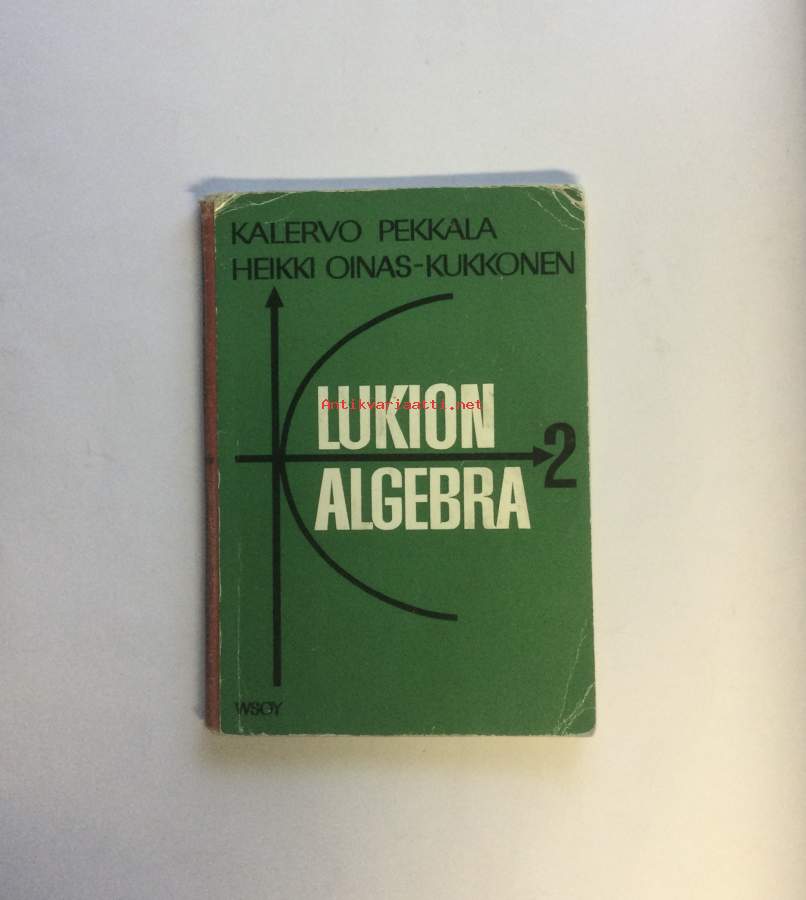 KALERVO PEKKALA
HEIKKI OINAS-KUKKONEN
LUKION
Antikvariaatti.net
ALGEBRA 2
WSOY